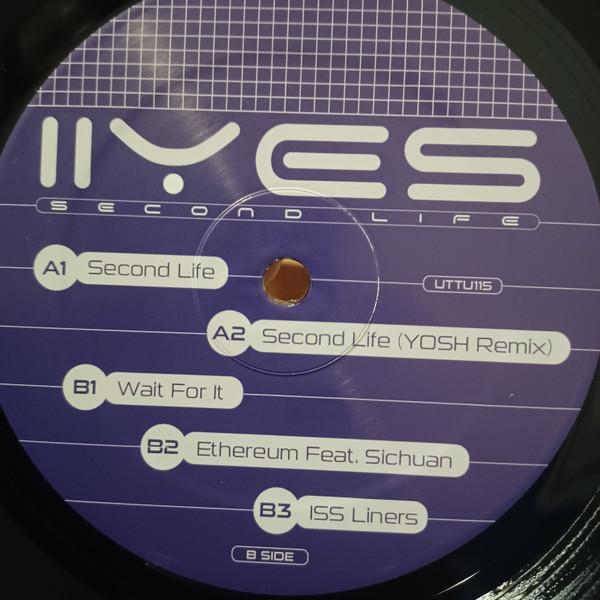 IIYES
SECOND LIFE
A1 Second Life
UTTU115
A2 Second Life (YOSH Remix)
B1 Wait For It
B2 Ethereum Feat. Sichuan
B3 ISS Liners
B SIDE